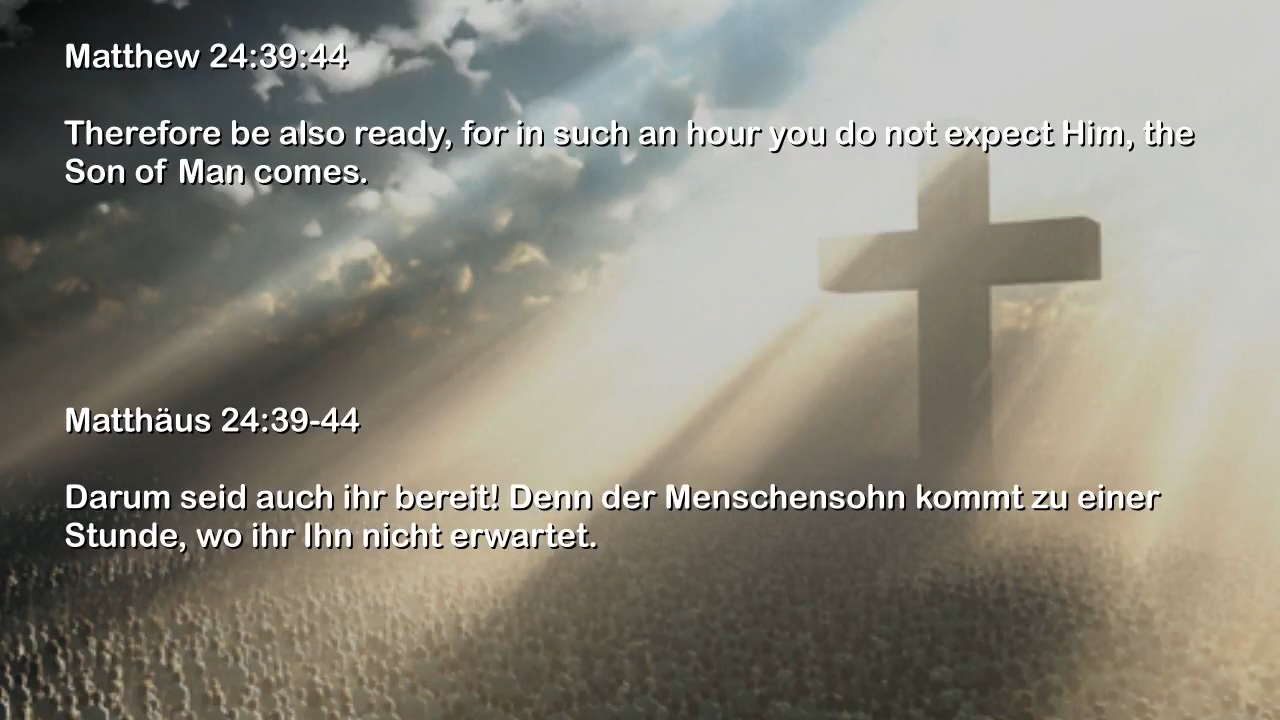 Matthew 24:39:44
Therefore be also ready, for in such an hour you do not expect Him, the
Son of Man comes.
Matthäus 24:39-44
Darum seid auch ihr bereit! Denn der Menschensohn kommt zu einer
Stunde, wo ihr Ihn nicht erwartet.